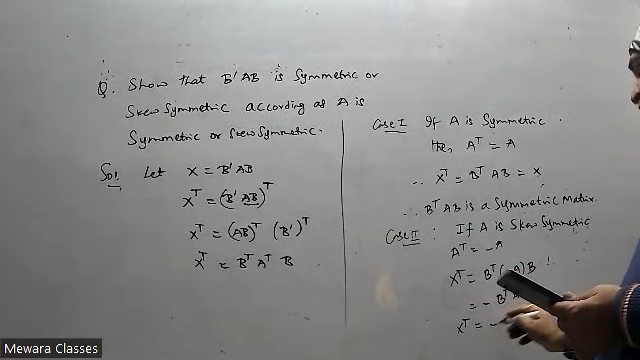 Q. Show that B' AB is Symmetric or
Skew Symmetric according as A is
Symmetric or Skew Symmetric.
Sol. Let X = B' AB
X^T = (B' AB)^T
X^T = (AB)^T (B')^T
X^T = B^T A^T B
Case I If A is Symmetric.
A^T = A
∴ X^T = B^T AB = X
∴ B^T AB is a Symmetric Matrix.
Case II : If A is Skew Symmetric
A^T = -A
X^T = B^T (-A) B
= - B^T
X^T = -
Mewara Classes